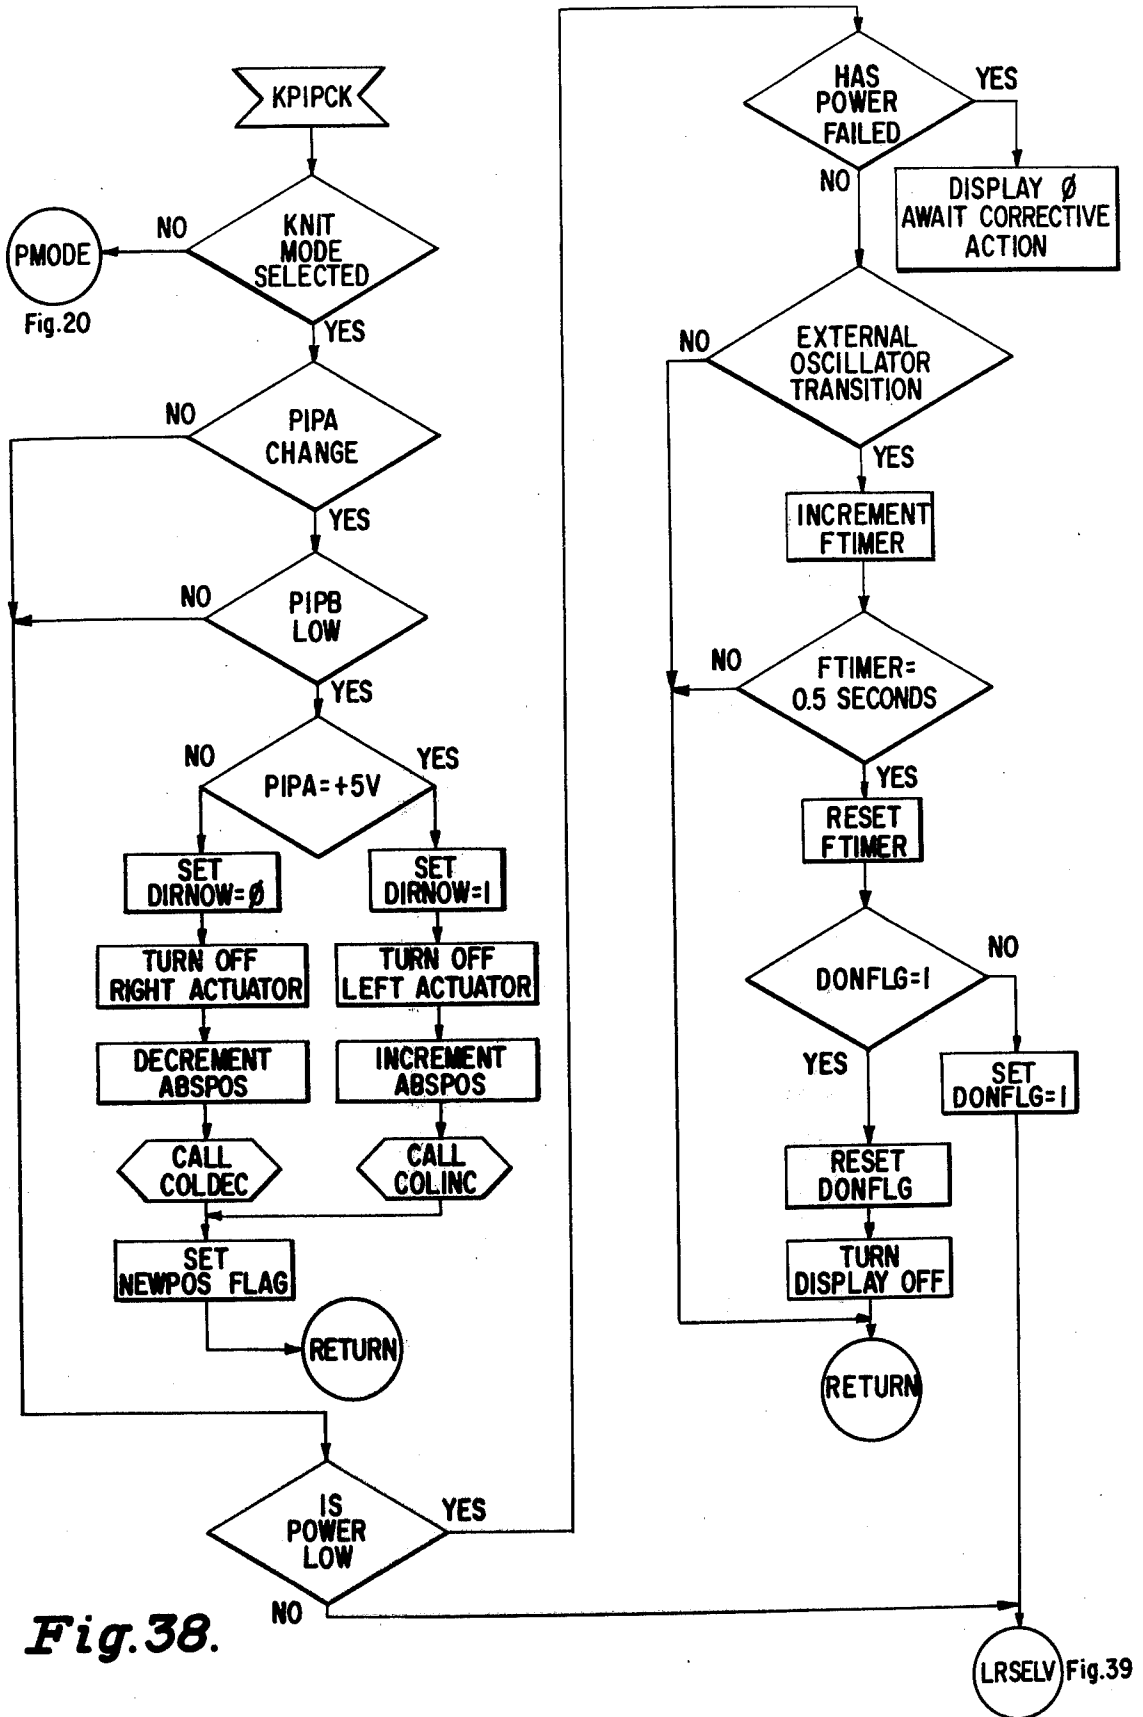 KPIPCK
KNIT
MODE
SELECTED
NO
PMODE
Fig.20
YES
PIPA
CHANGE
NO
YES
PIPB
LOW
NO
YES
PIPA=+5V
NO
YES
SET
DIRNOW=Ø
SET
DIRNOW=1
TURN OFF
RIGHT ACTUATOR
TURN OFF
LEFT ACTUATOR
DECREMENT
ABSPOS
INCREMENT
ABSPOS
CALL
COLDEC
CALL
COLINC
SET
NEWPOS FLAG
RETURN
IS
POWER
LOW
YES
NO
HAS
POWER
FAILED
YES
NO
DISPLAY Ø
AWAIT CORRECTIVE
ACTION
EXTERNAL
OSCILLATOR
TRANSITION
NO
YES
INCREMENT
FTIMER
FTIMER=
0.5 SECONDS
NO
YES
RESET
FTIMER
DONFLG=1
NO
YES
SET
DONFLG=1
RESET
DONFLG
TURN
DISPLAY OFF
RETURN
LRSELV
Fig.39
Fig.38.